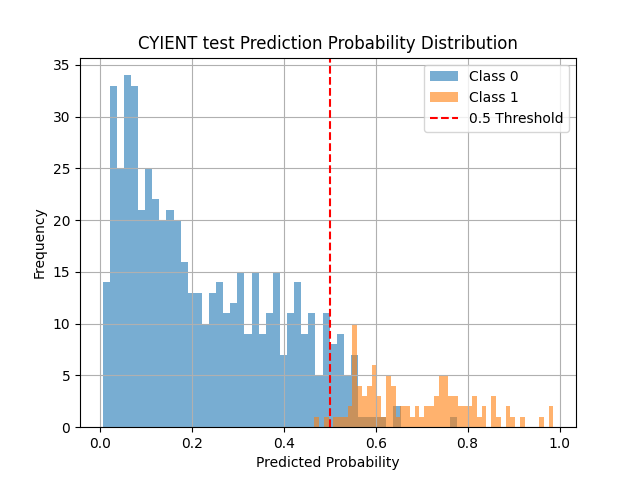 CYIENT test Prediction Probability Distribution
Class 0
Class 1
0.5 Threshold
35
30
25
20
15
10
5
0
Frequency
0.0 0.2 0.4 0.6 0.8 1.0
Predicted Probability